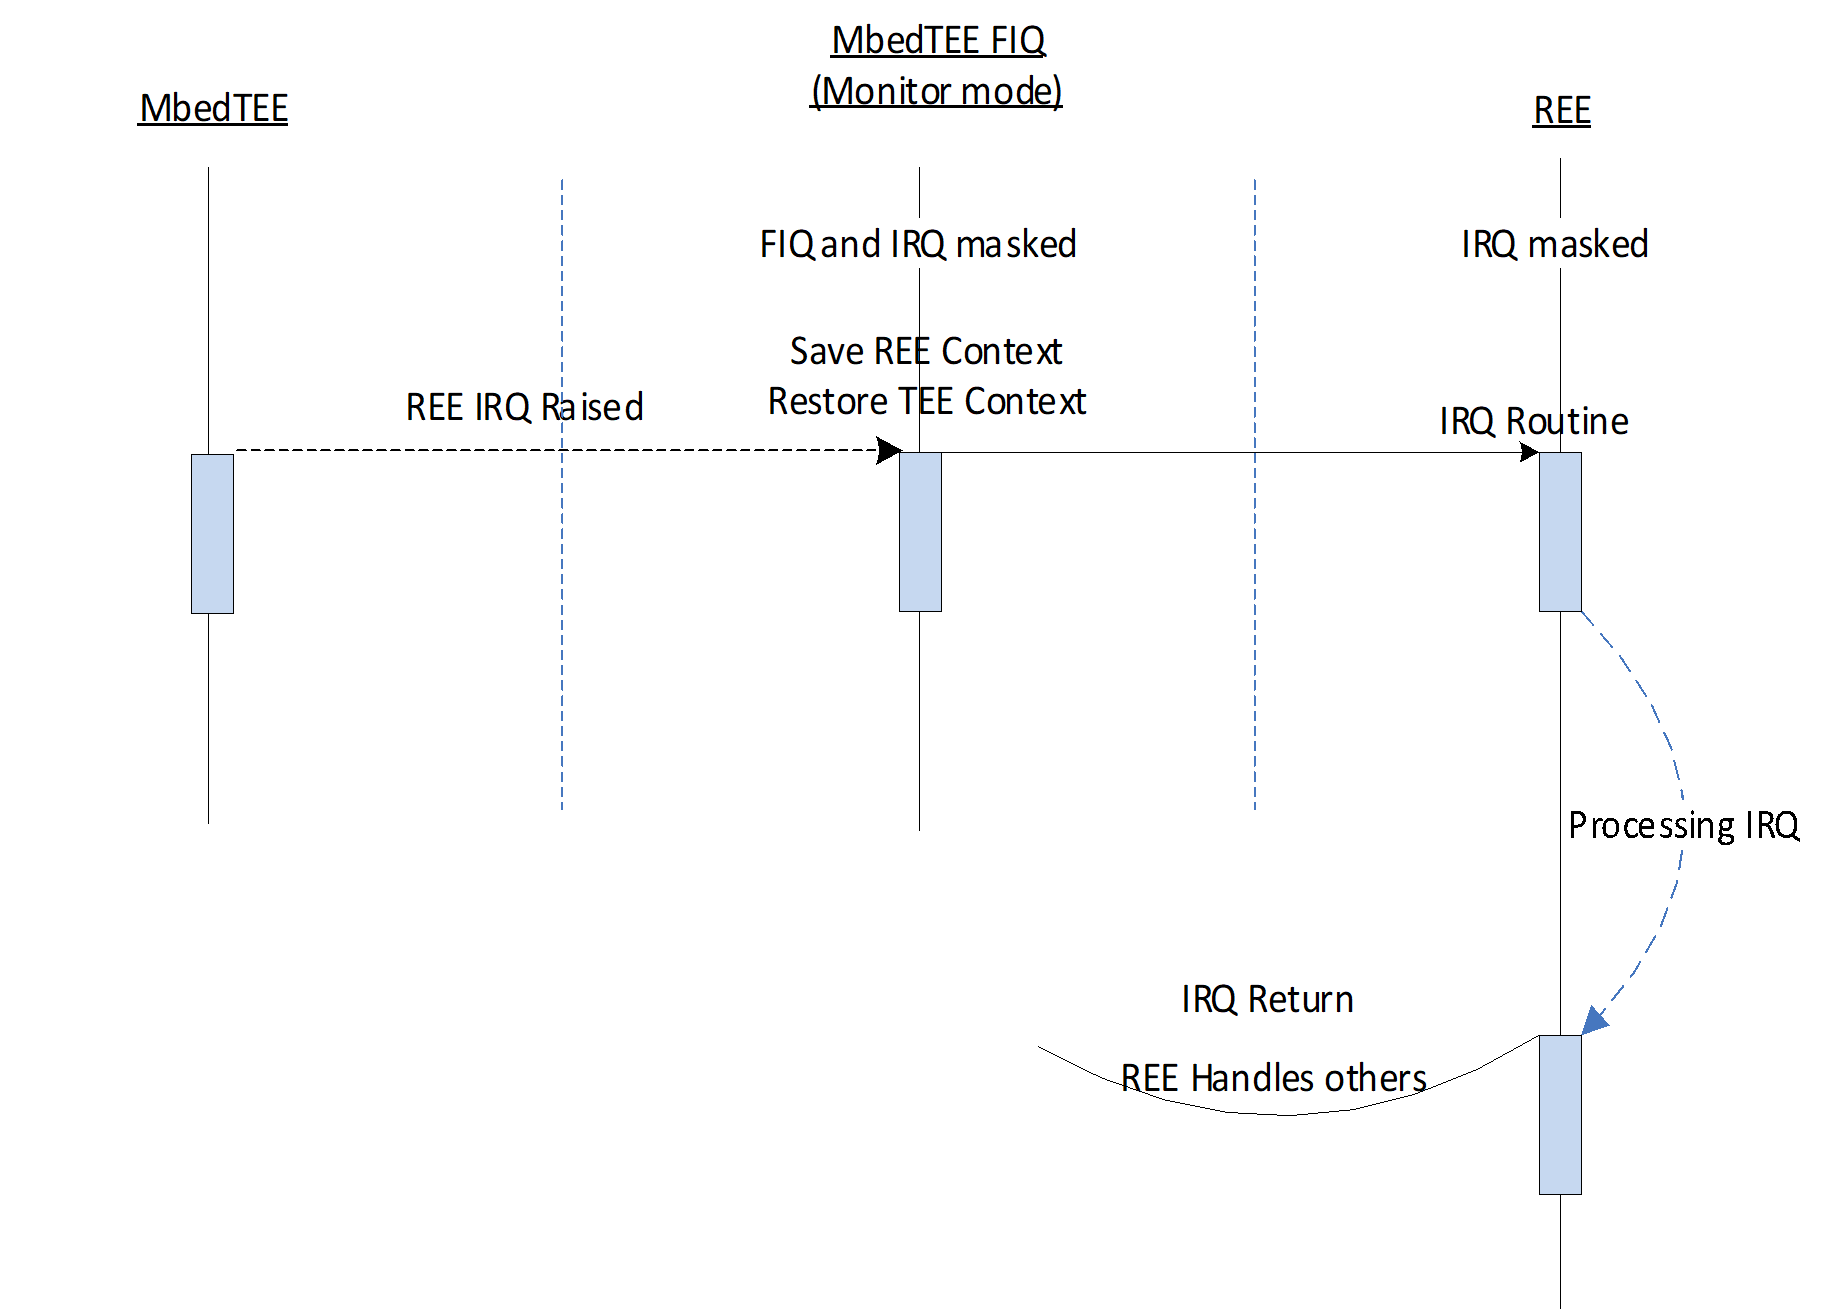 MbedTEE FIQ
(Monitor mode)
MbedTEE
REE
FIQ and IRQ masked
IRQ masked
Save REE Context
Restore TEE Context
REE IRQ Raised
IRQ Routine
Processing IRQ
IRQ Return
REE Handles others